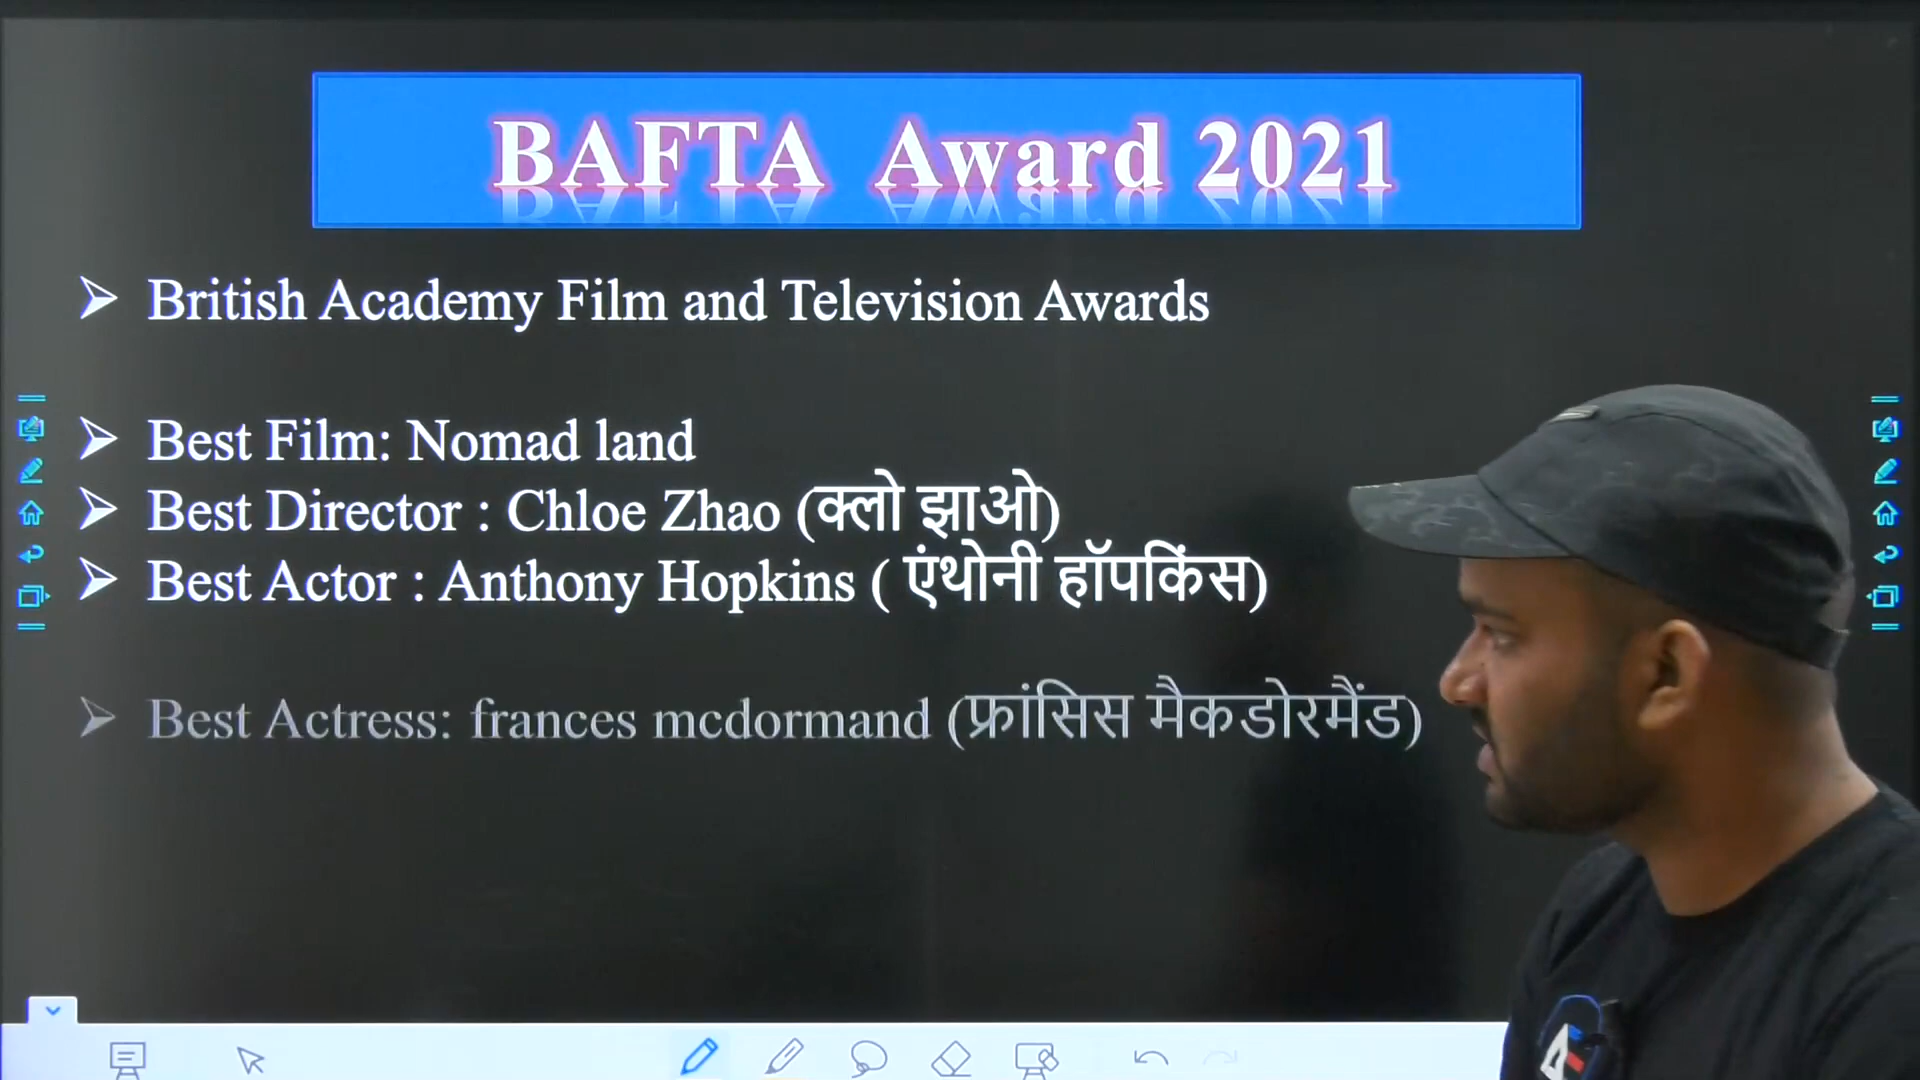 BAFTA Award 2021
➢ British Academy Film and Television Awards
➢ Best Film: Nomad land
➢ Best Director : Chloe Zhao (क्लो झाओ)
➢ Best Actor : Anthony Hopkins ( एंथोनी हॉपकिंस)
➢ Best Actress: frances mcdormand (फ्रांसिस मैकडोरमैंड)